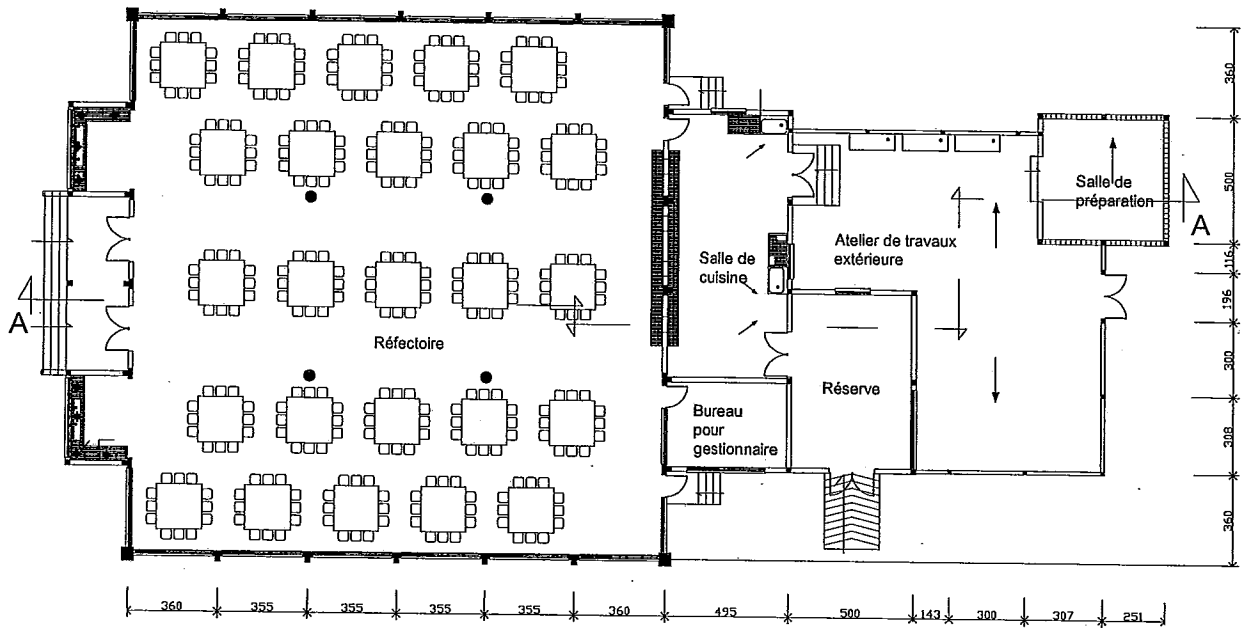 360
Salle de
préparation
500
A
Atelier de travaux
extérieure
Salle de
cuisine
116
196
A
Réfectoire
300
Réserve
Bureau
pour
gestionnaire
308
360
360
355
355
355
355
360
495
500
143
300
307
251